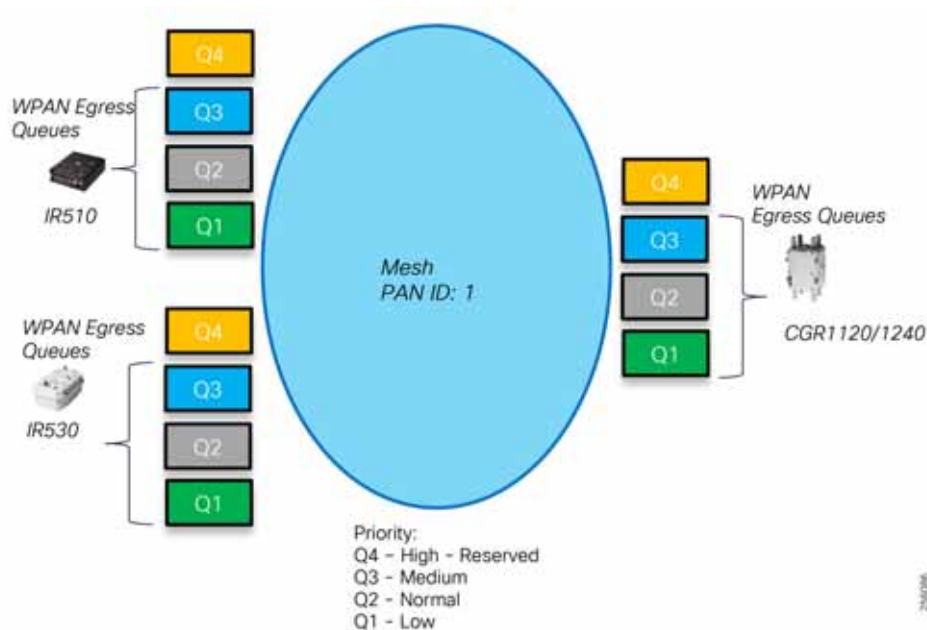 Q4
WPAN Egress
Queues
Q3
Q2
IR510
Q1
WPAN Egress
Queues
Q4
Q3
IR530
Q2
Q1
Mesh
PAN ID: 1
Q4
WPAN
Egress Queues
Q3
Q2
CGR1120/1240
Q1
Priority:
Q4 - High - Reserved
Q3 - Medium
Q2 - Normal
Q1 - Low